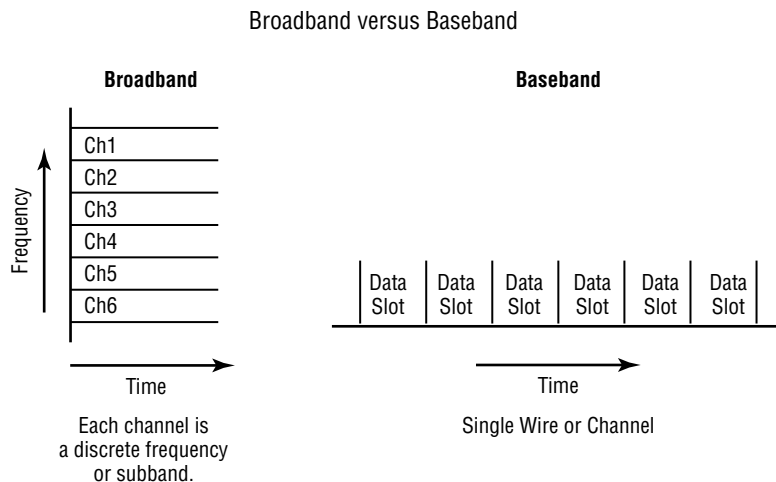 Broadband versus Baseband
Broadband
Frequency
Ch1
Ch2
Ch3
Ch4
Ch5
Ch6
Time
Each channel is
a discrete frequency
or subband.
Baseband
Data Data Data Data Data Data
Slot Slot Slot Slot Slot Slot
Time
Single Wire or Channel